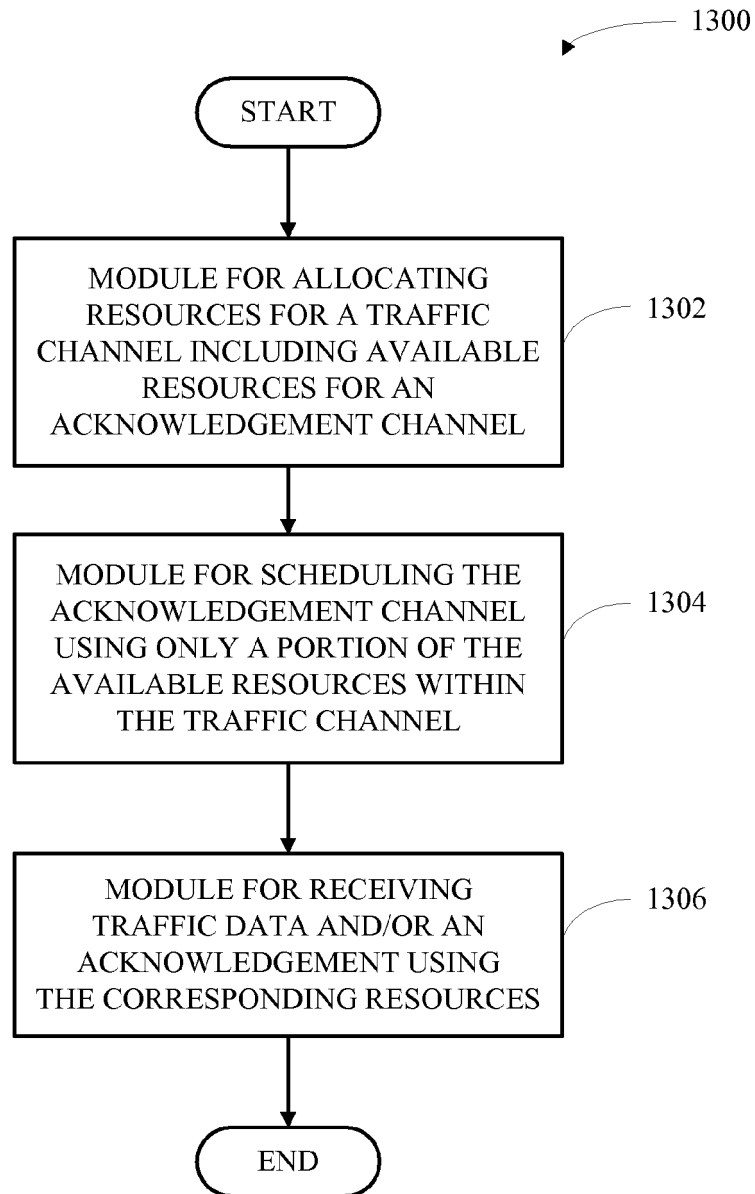 1300
START
MODULE FOR ALLOCATING
RESOURCES FOR A TRAFFIC
CHANNEL INCLUDING AVAILABLE
RESOURCES FOR AN
ACKNOWLEDGEMENT CHANNEL
1302
MODULE FOR SCHEDULING THE
ACKNOWLEDGEMENT CHANNEL
USING ONLY A PORTION OF THE
AVAILABLE RESOURCES WITHIN
THE TRAFFIC CHANNEL
1304
MODULE FOR RECEIVING
TRAFFIC DATA AND/OR AN
ACKNOWLEDGEMENT USING
THE CORRESPONDING RESOURCES
1306
END